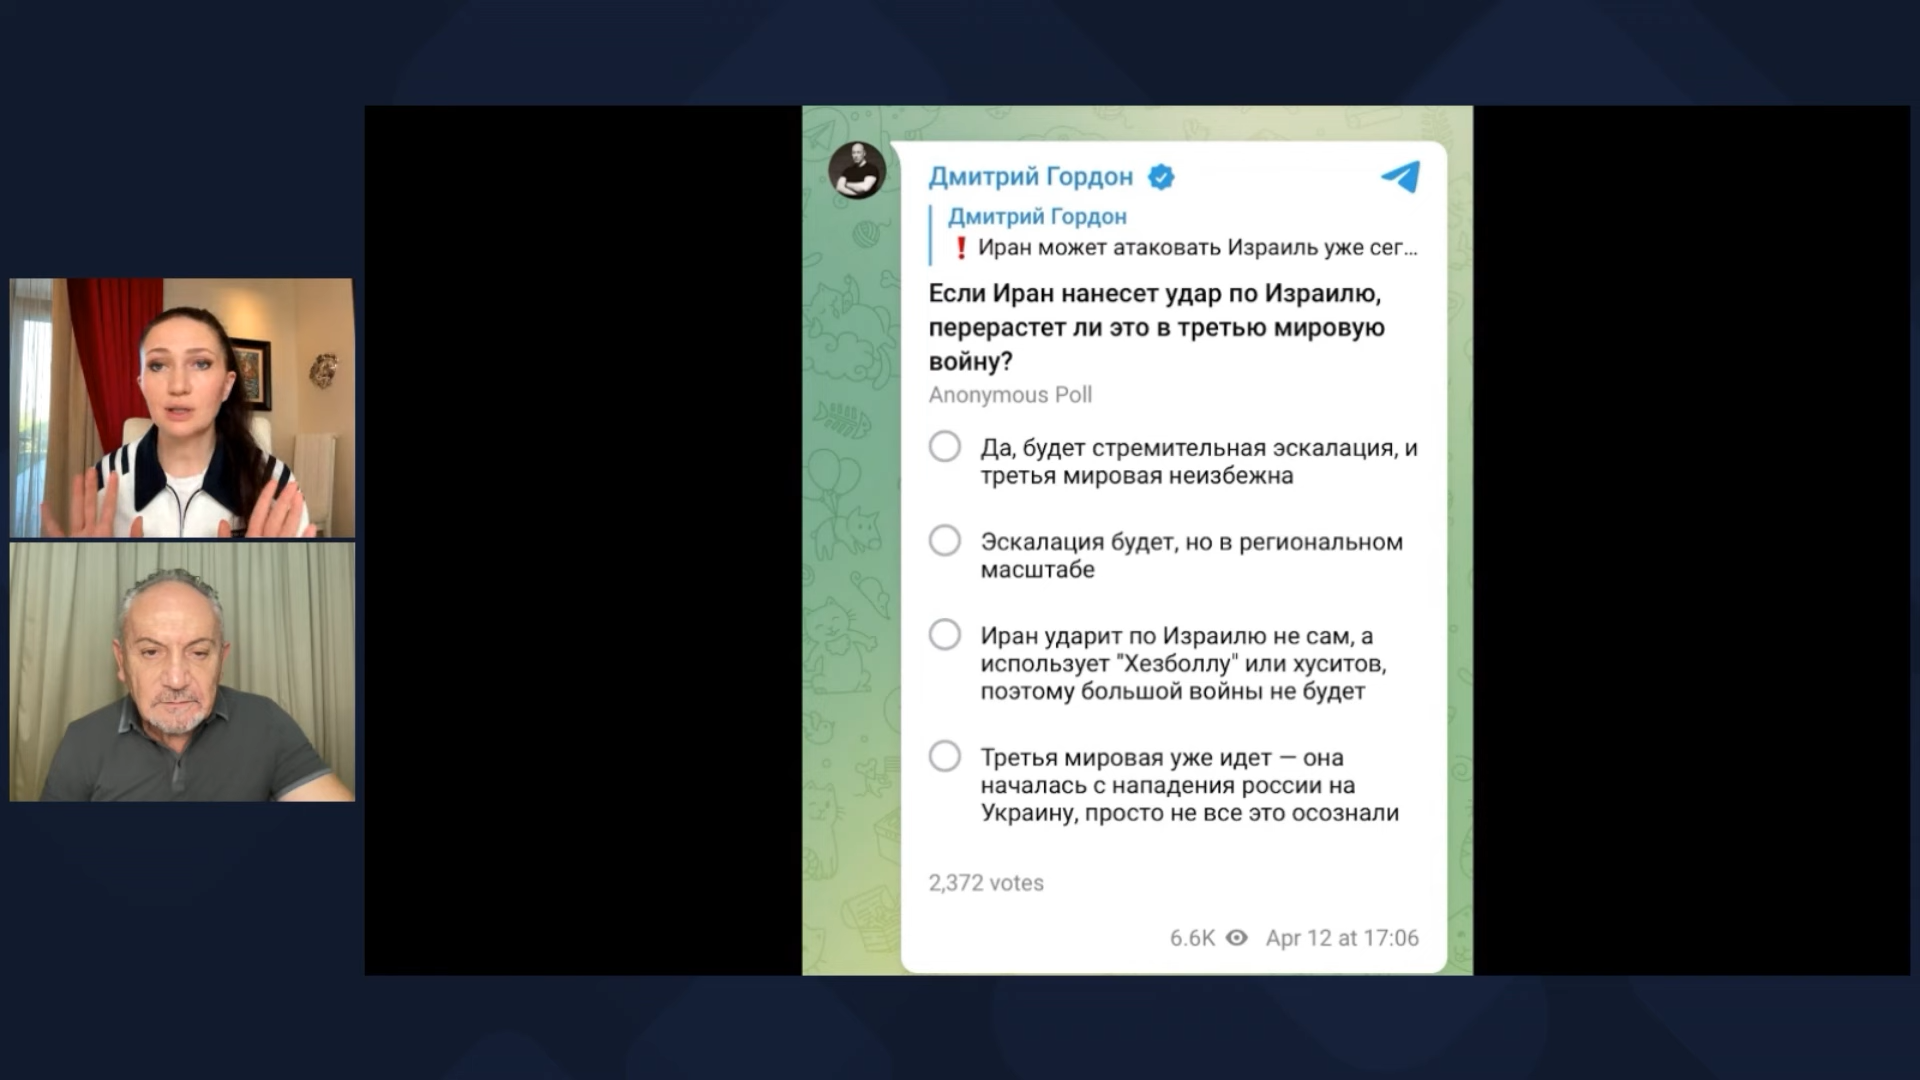 Дмитрий Гордон
Дмитрий Гордон
❗ Иран может атаковать Израиль уже сег...
Если Иран нанесет удар по Израилю,
перерастет ли это в третью мировую
войну?
Anonymous Poll
Да, будет стремительная эскалация, и
третья мировая неизбежна
Эскалация будет, но в региональном
масштабе
Иран ударит по Израилю не сам, а
использует "Хезболлу" или хуситов,
поэтому большой войны не будет
Третья мировая уже идет — она
началась с нападения россии на
Украину, просто не все это осознали
2,372 votes
6.6K Apr 12 at 17:06